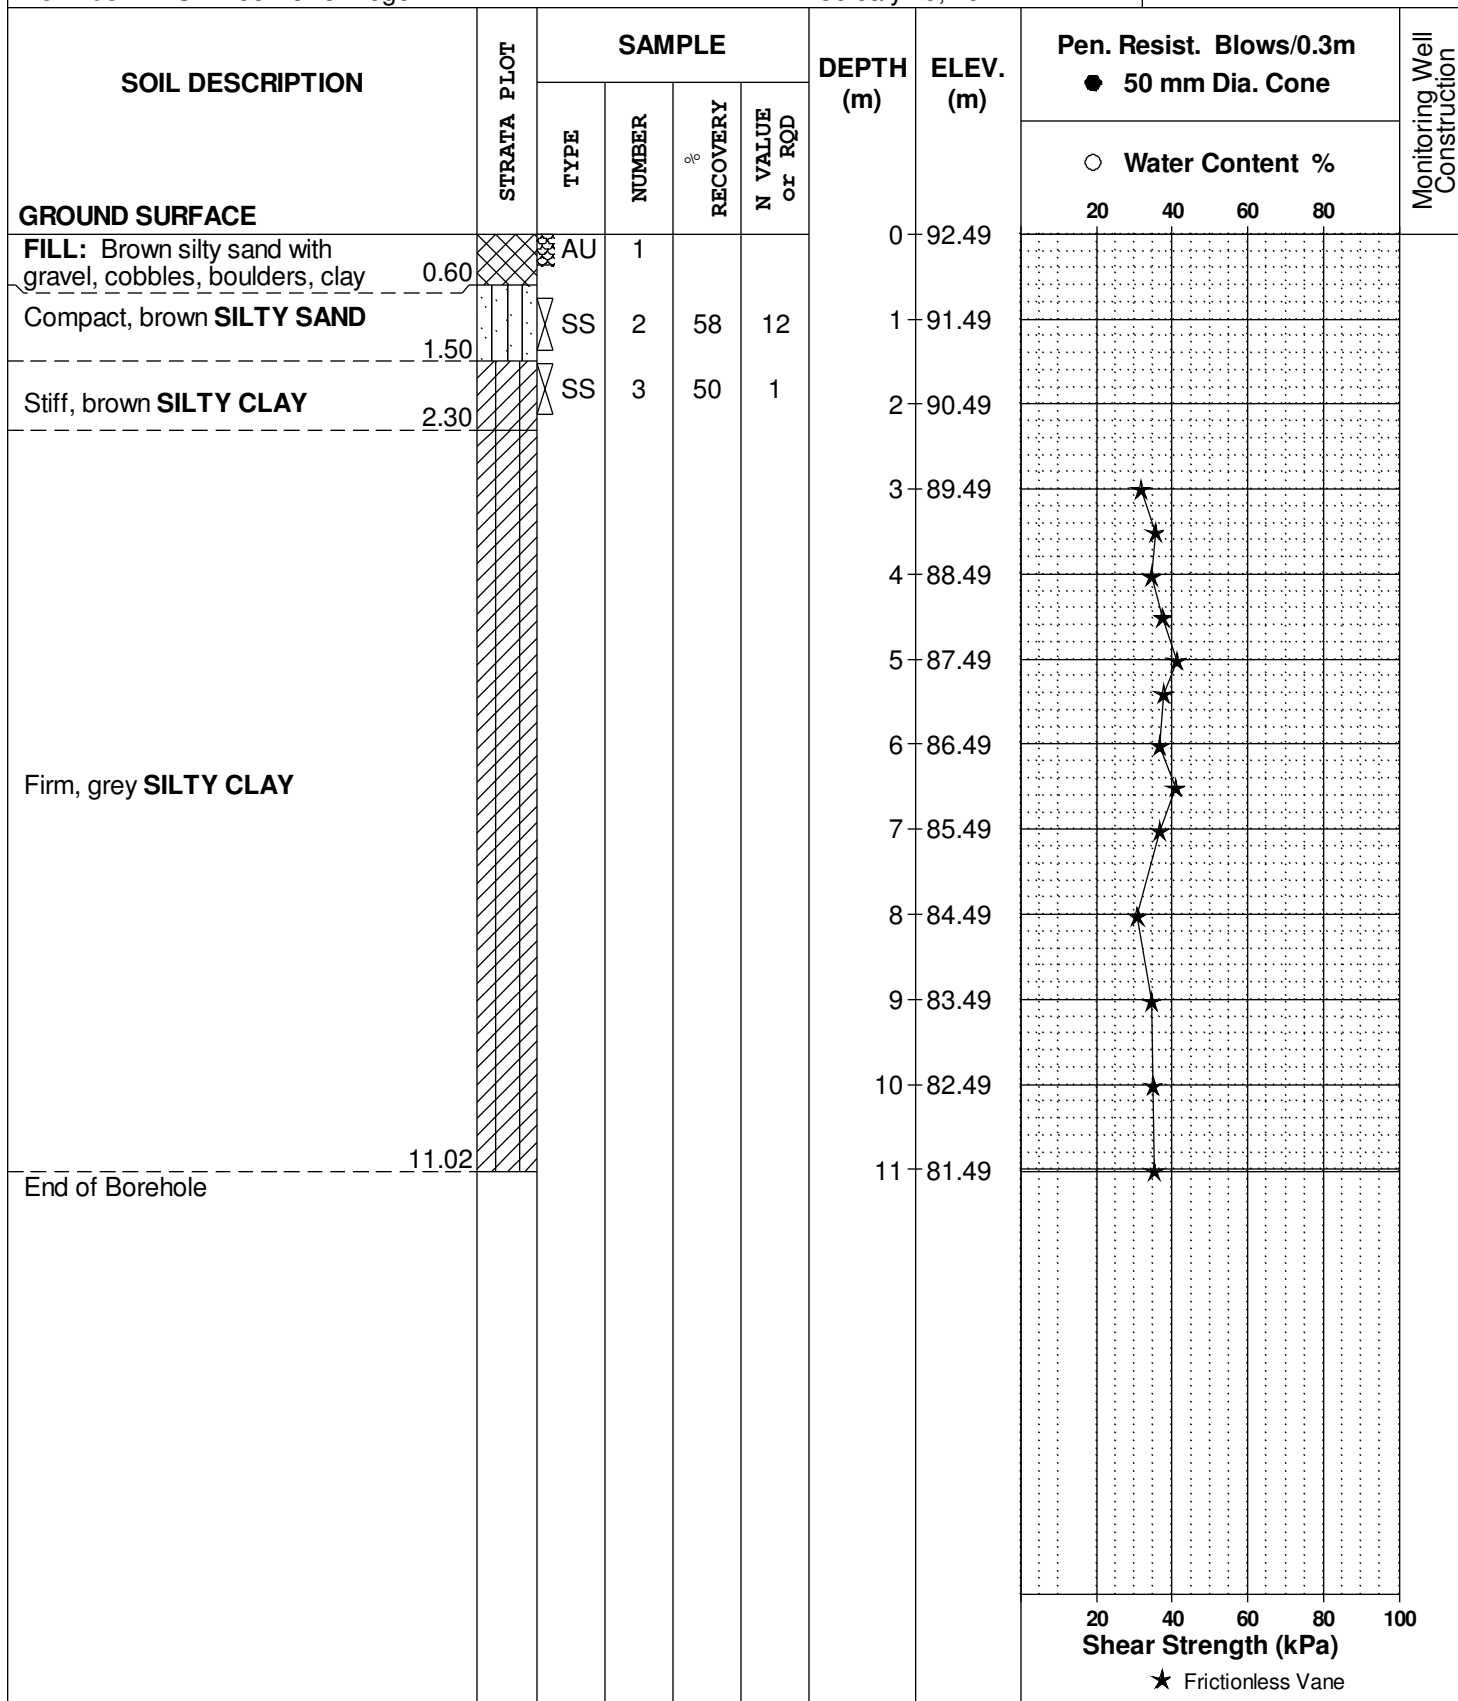 SOIL DESCRIPTION
STRATA PLOT
SAMPLE
TYPE
NUMBER
% RECOVERY
N VALUE or RQD
DEPTH (m)
ELEV. (m)
Pen. Resist. Blows/0.3m
● 50 mm Dia. Cone
○ Water Content %
20 40 60 80
Monitoring Well Construction
GROUND SURFACE
0 92.49
FILL: Brown silty sand with
gravel, cobbles, boulders, clay 0.60
AU 1
Compact, brown SILTY SAND
1.50
SS 2 58 12
1 91.49
Stiff, brown SILTY CLAY
2.30
SS 3 50 1
2 90.49
3 89.49
4 88.49
5 87.49
6 86.49
Firm, grey SILTY CLAY
7 85.49
8 84.49
9 83.49
10 82.49
11.02
11 81.49
End of Borehole
20 40 60 80 100
Shear Strength (kPa)
★ Frictionless Vane